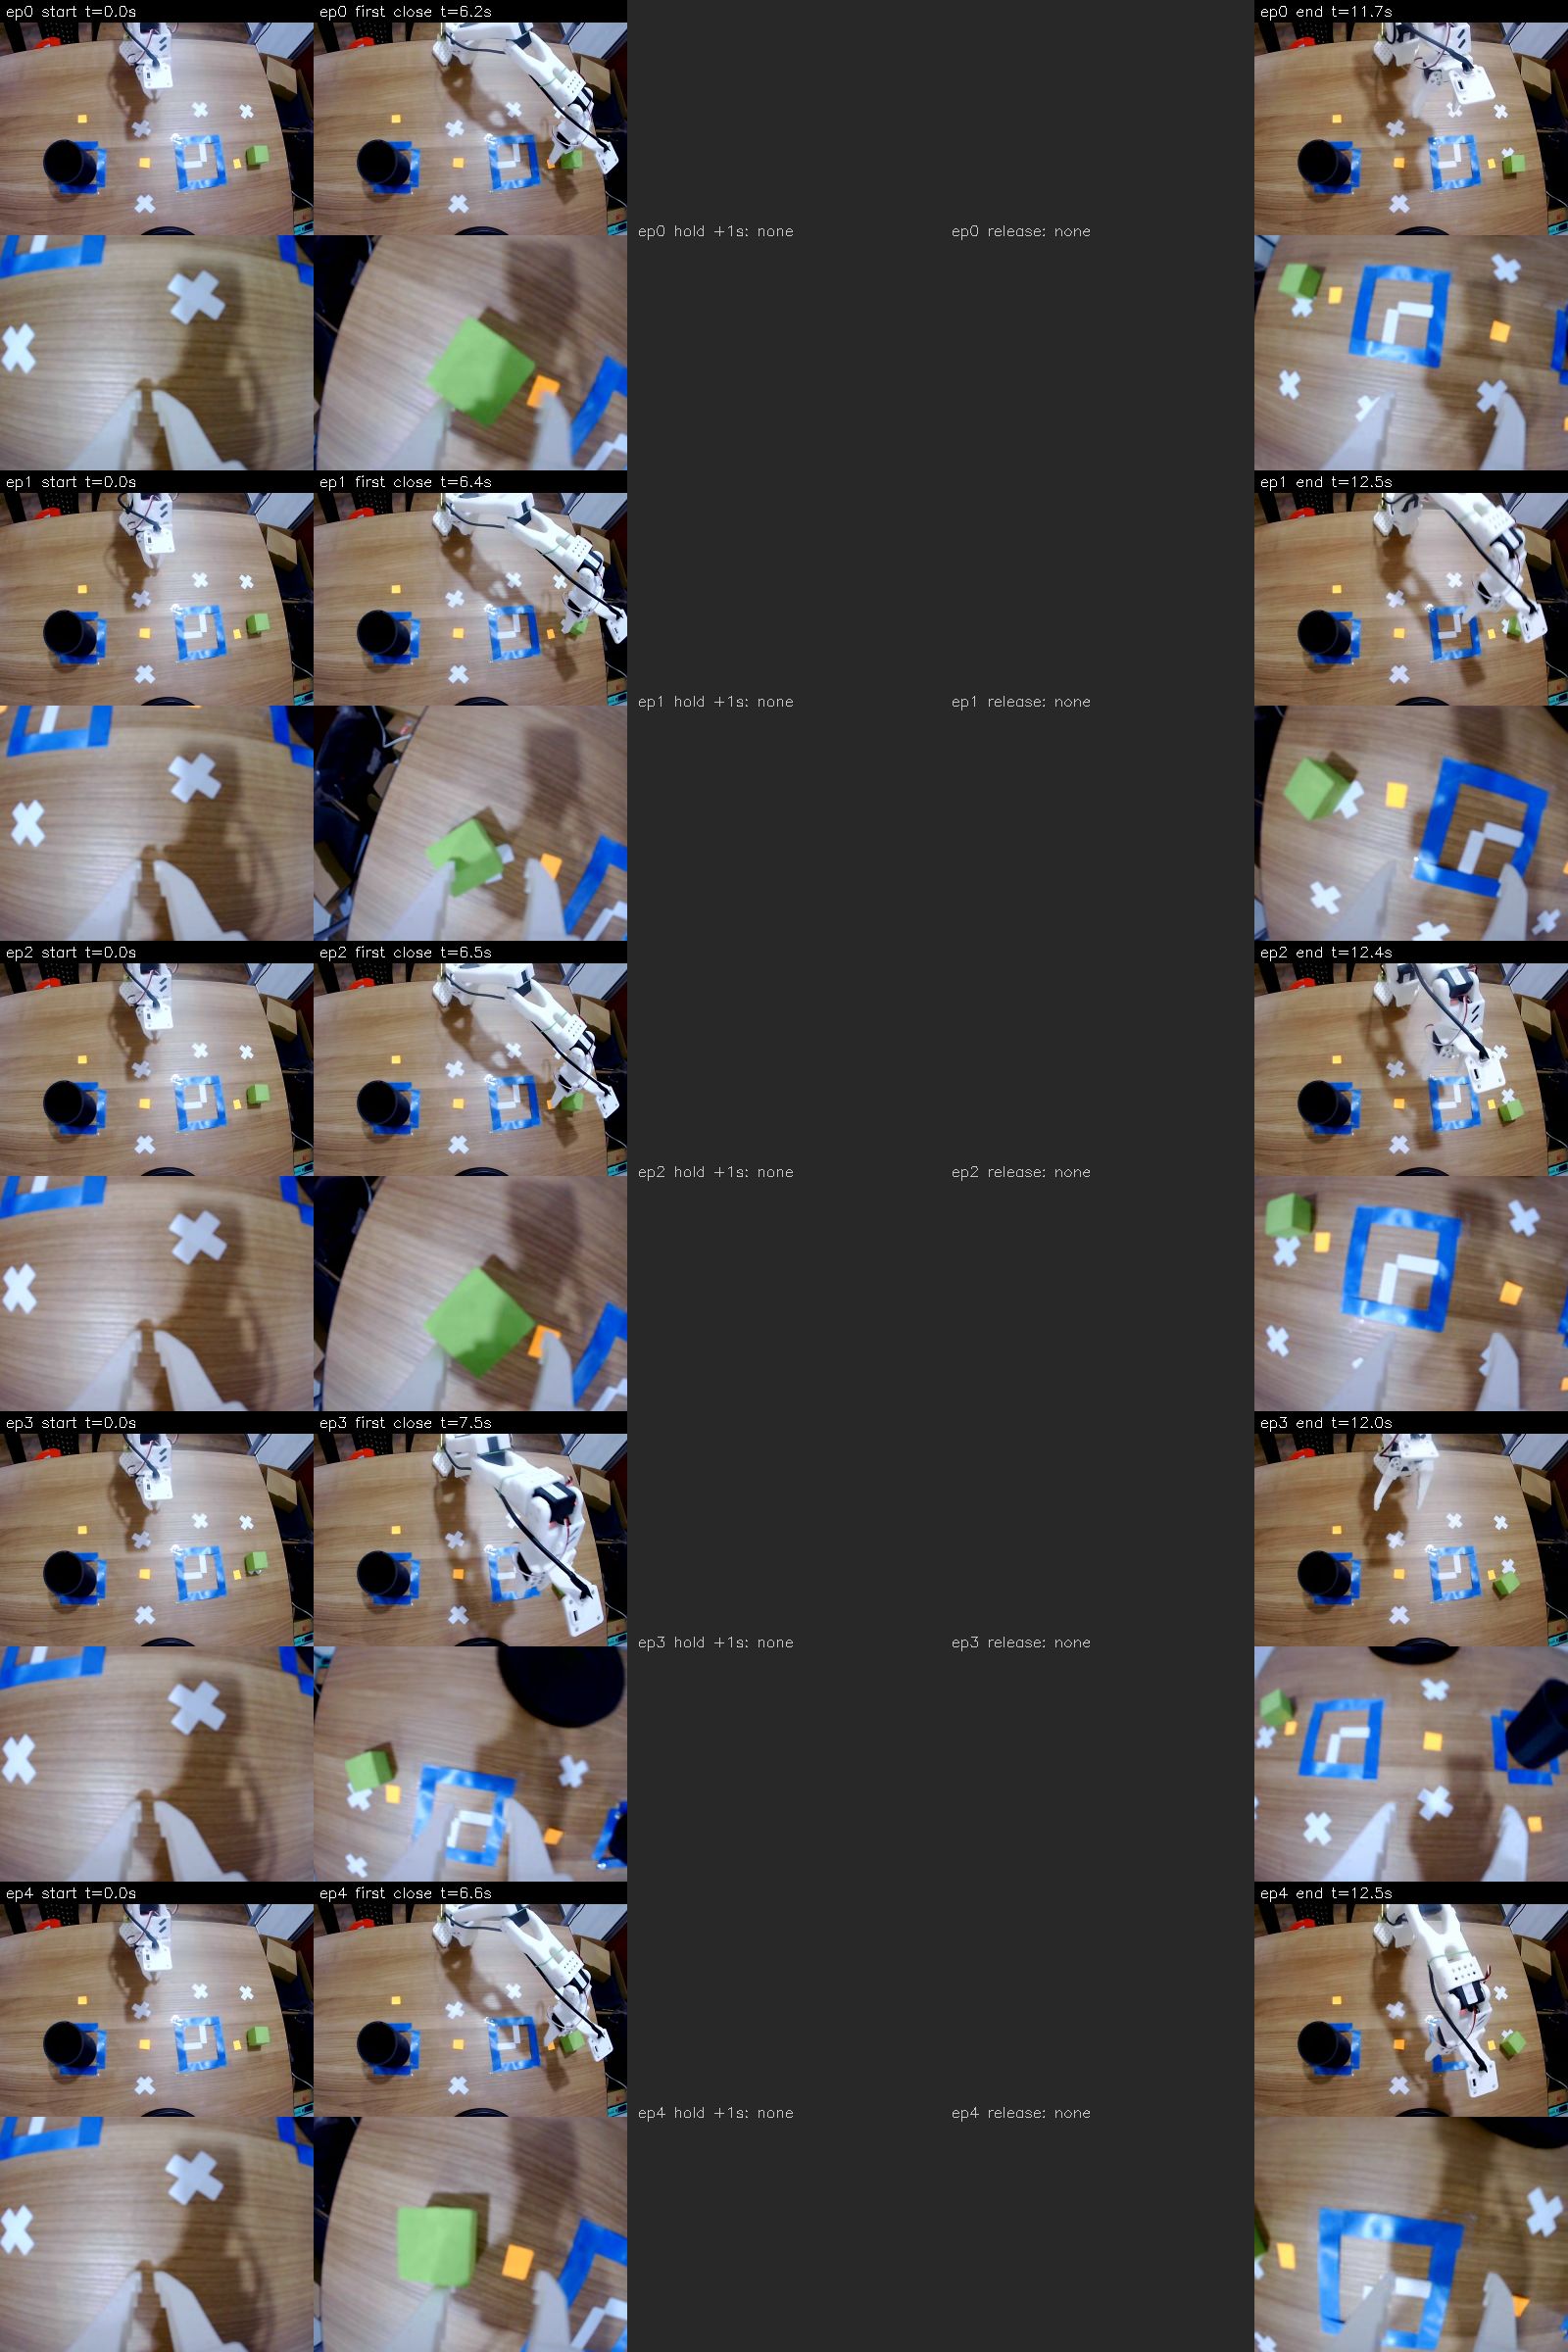 ep0 start t=0.0s
ep0 first close t=6.2s
ep0 end t=11.7s
ep0 hold +1s: none
ep0 release: none
ep1 start t=0.0s
ep1 first close t=6.4s
ep1 end t=12.5s
ep1 hold +1s: none
ep1 release: none
ep2 start t=0.0s
ep2 first close t=6.5s
ep2 end t=12.4s
ep2 hold +1s: none
ep2 release: none
ep3 start t=0.0s
ep3 first close t=7.5s
ep3 end t=12.0s
ep3 hold +1s: none
ep3 release: none
ep4 start t=0.0s
ep4 first close t=6.6s
ep4 end t=12.5s
ep4 hold +1s: none
ep4 release: none